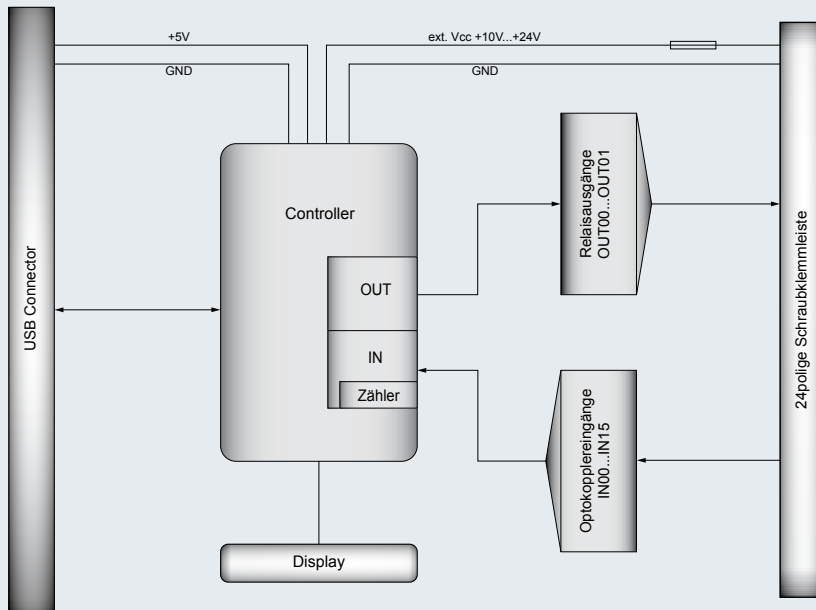 +5V
ext. Vcc +10V...+24V
GND
GND
USB Connector
Controller
OUT
IN
Zähler
Display
Relaisausgänge
OUT00...OUT01
Optokopplereingänge
IN00...IN15
24polige Schraubklemmleiste